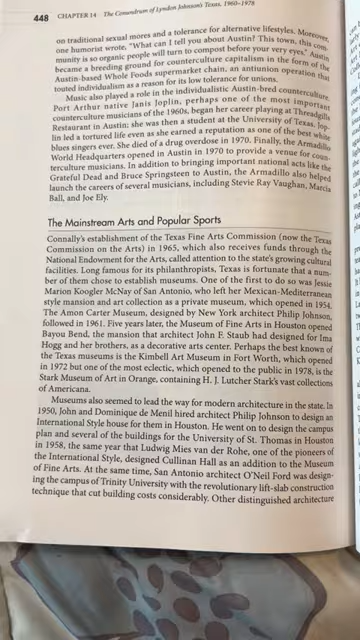 448 CHAPTER 14 The Conundrum of Lyndon Johnson's Texas, 1960–1978
on traditional sexual mores and a tolerance for alternative lifestyles. Moreover,
one humorist wrote, "What can I tell you about Austin? This town, this com-
munity is so organic people will turn to compost before your very eyes." Austin
became a breeding ground for counterculture capitalism in the form of the
Austin-based Whole Foods supermarket chain, an antiunion operation that
touted individualism as a reason for its low tolerance for unions.
Music also played a role in the individualistic Austin-bred counterculture.
Port Arthur native Janis Joplin, perhaps one of the most important
counterculture musicians of the 1960s, began her career playing at Threadgills
Restaurant in Austin; she was then a student at the University of Texas. Jop-
lin led a tortured life even as she earned a reputation as one of the best white
blues singers ever. She died of a drug overdose in 1970. Finally, the Armadillo
World Headquarters opened in Austin in 1970 to provide a venue for coun-
terculture musicians. In addition to bringing important national acts like the
Grateful Dead and Bruce Springsteen to Austin, the Armadillo also helped
launch the careers of several musicians, including Stevie Ray Vaughan, Marcia
Ball, and Joe Ely.
The Mainstream Arts and Popular Sports
Connally's establishment of the Texas Fine Arts Commission (now the Texas
Commission on the Arts) in 1965, which also receives funds through the
National Endowment for the Arts, called attention to the state's growing cultural
facilities. Long famous for its philanthropists, Texas is fortunate that a num-
ber of them chose to establish museums. One of the first to do so was Jessie
Marion Koogler McNay of San Antonio, who left her Mexican-Mediterranean
style mansion and art collection as a private museum, which opened in 1954.
The Amon Carter Museum, designed by New York architect Philip Johnson,
followed in 1961. Five years later, the Museum of Fine Arts in Houston opened
Bayou Bend, the mansion that architect John F. Staub had designed for Ima
Hogg and her brothers, as a decorative arts center. Perhaps the best known of
the Texas museums is the Kimbell Art Museum in Fort Worth, which opened
in 1972 but one of the most eclectic, which opened to the public in 1978, is the
Stark Museum of Art in Orange, containing H. J. Lutcher Stark's vast collections
of Americana.
Museums also seemed to lead the way for modern architecture in the state. In
1950, John and Dominique de Menil hired architect Philip Johnson to design an
International Style house for them in Houston. He went on to design the campus
plan and several of the buildings for the University of St. Thomas in Houston
in 1958, the same year that Ludwig Mies van der Rohe, one of the pioneers of
the International Style, designed Cullinan Hall as an addition to the Museum
of Fine Arts. At the same time, San Antonio architect O'Neil Ford was design-
ing the campus of Trinity University with the revolutionary lift-slab construction
technique that cut building costs considerably. Other distinguished architecture